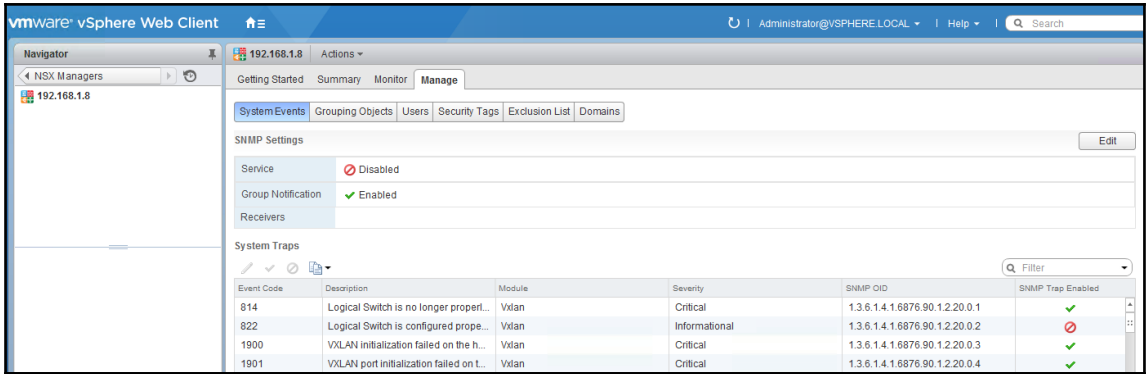 vmware® vSphere Web Client
Administrator@VSPHERE.LOCAL | Help | Search
Navigator
192.168.1.8 Actions
NSX Managers
192.168.1.8
Getting Started Summary Monitor Manage
System Events Grouping Objects Users Security Tags Exclusion List Domains
SNMP Settings Edit
Service Disabled
Group Notification Enabled
Receivers
System Traps
Filter
Event Code Description Module Severity SNMP OID SNMP Trap Enabled
814 Logical Switch is no longer properl... Vxlan Critical 1.3.6.1.4.1.6876.90.1.2.20.0.1
822 Logical Switch is configured prope... Vxlan Informational 1.3.6.1.4.1.6876.90.1.2.20.0.2
1900 VXLAN initialization failed on the h... Vxlan Critical 1.3.6.1.4.1.6876.90.1.2.20.0.3
1901 VXLAN port initialization failed on t... Vxlan Critical 1.3.6.1.4.1.6876.90.1.2.20.0.4